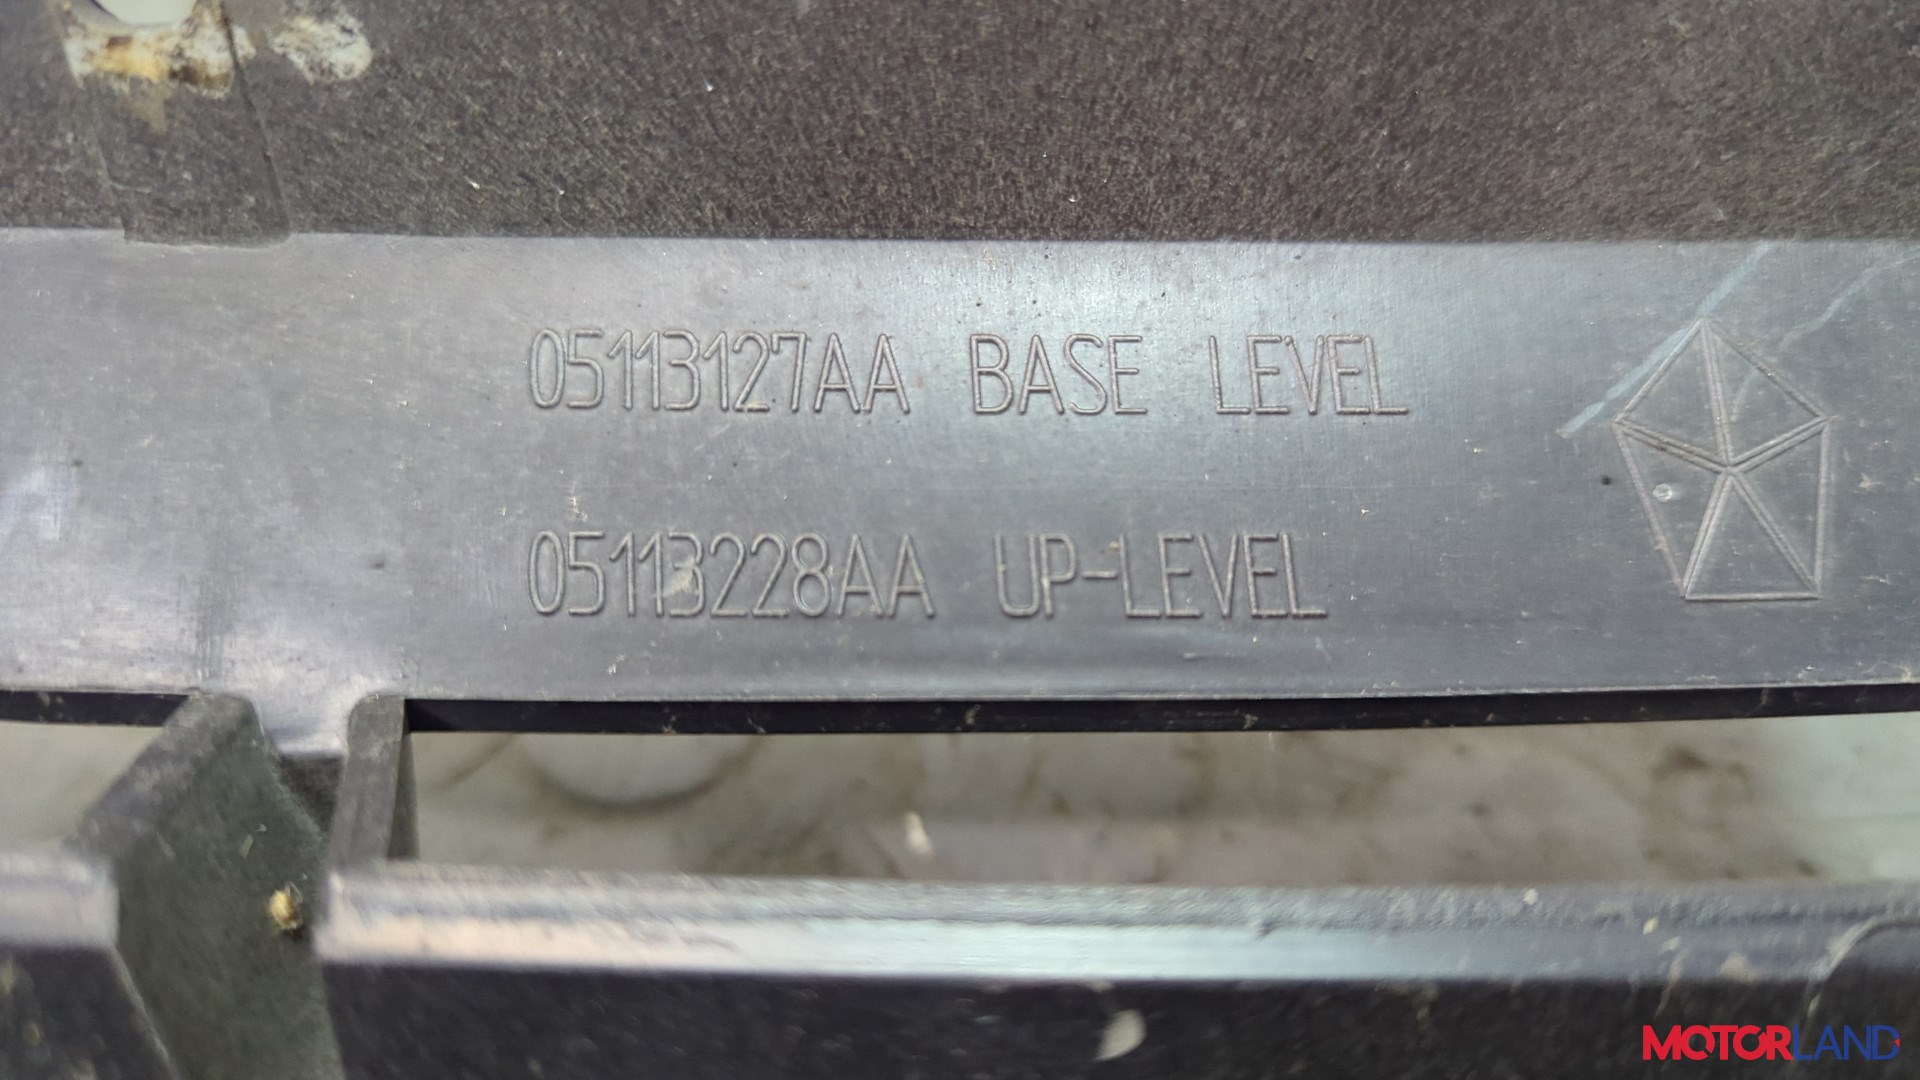 05113127AA BASE LEVEL
05113228AA UP-LEVEL
MOTORLAND